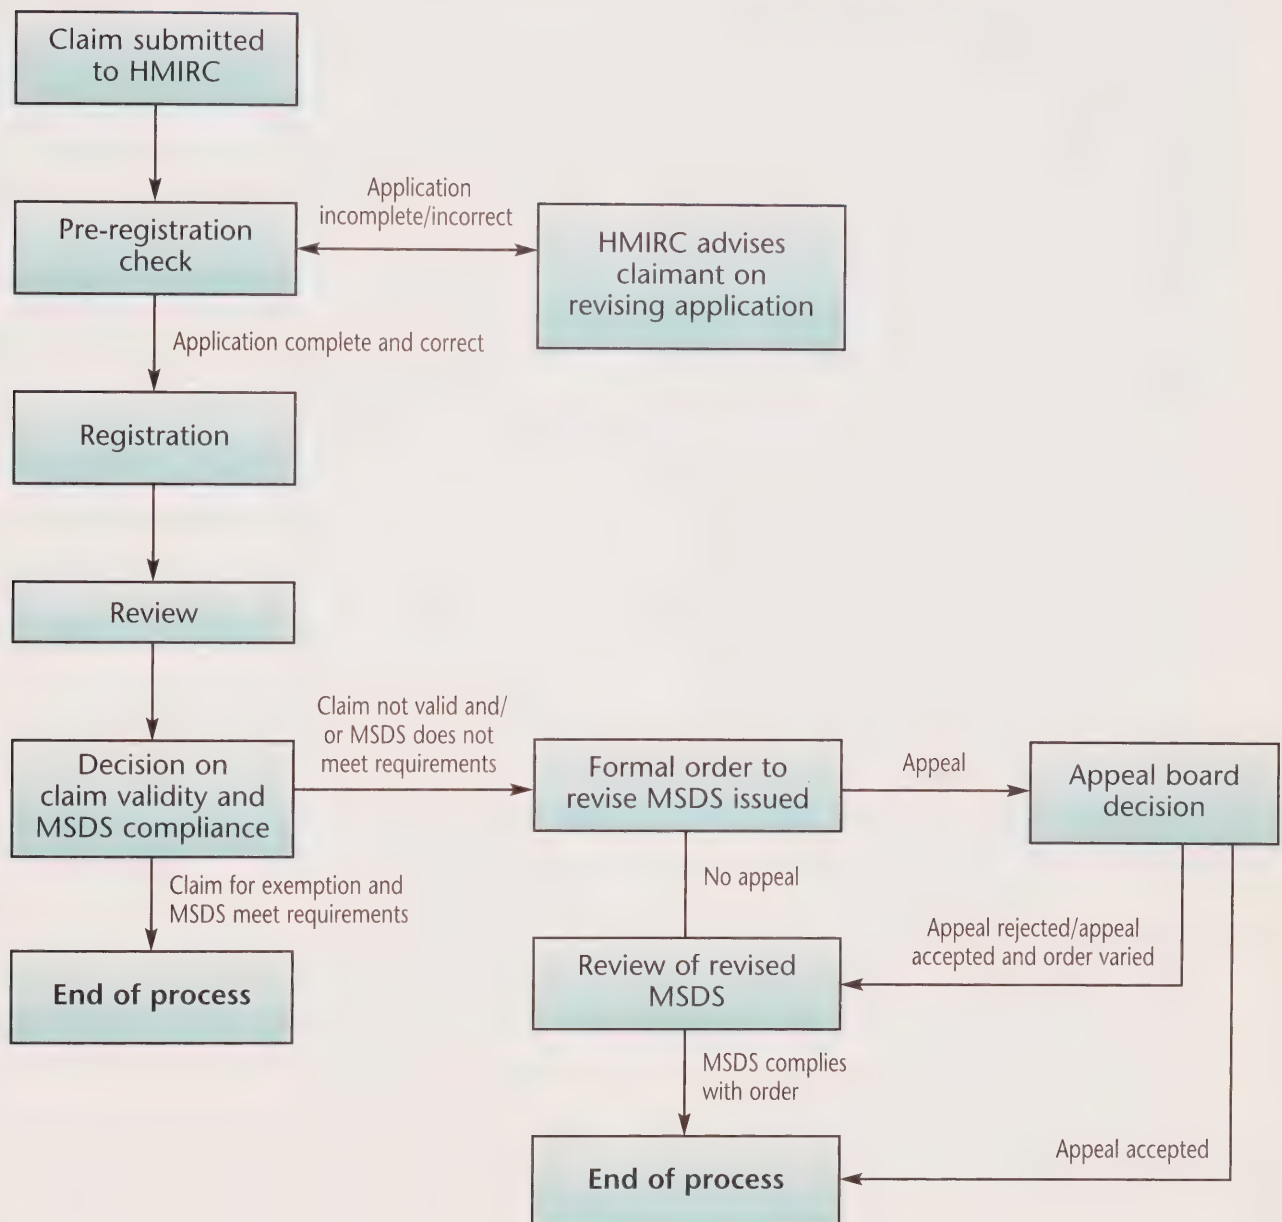 Claim submitted
to HMIRC
Application
incomplete/incorrect
Pre-registration
check
HMIRC advises
claimant on
revising application
Application complete and correct
Registration
Review
Claim not valid and/
or MSDS does not
meet requirements
Decision on
claim validity and
MSDS compliance
Formal order to
revise MSDS issued
Appeal
Appeal board
decision
Claim for exemption and
MSDS meet requirements
No appeal
Appeal rejected/appeal
accepted and order varied
End of process
Review of revised
MSDS
MSDS complies
with order
Appeal accepted
End of process